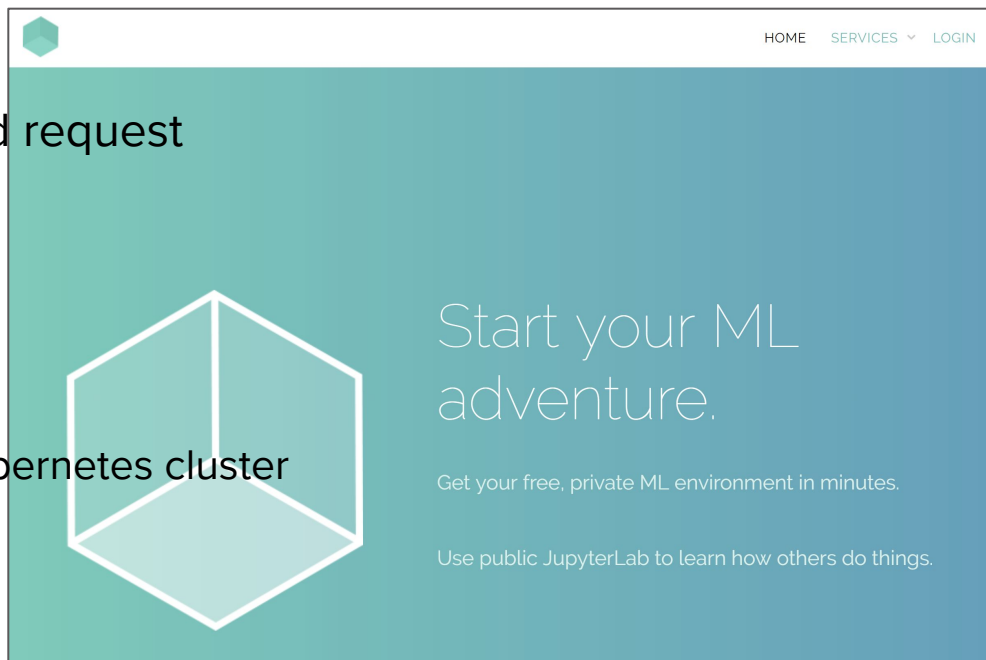 HOME SERVICES LOGIN
request
Start your ML
adventure.
cluster
Get your free, private ML environment in minutes.
Use public JupyterLab to learn how others do things.